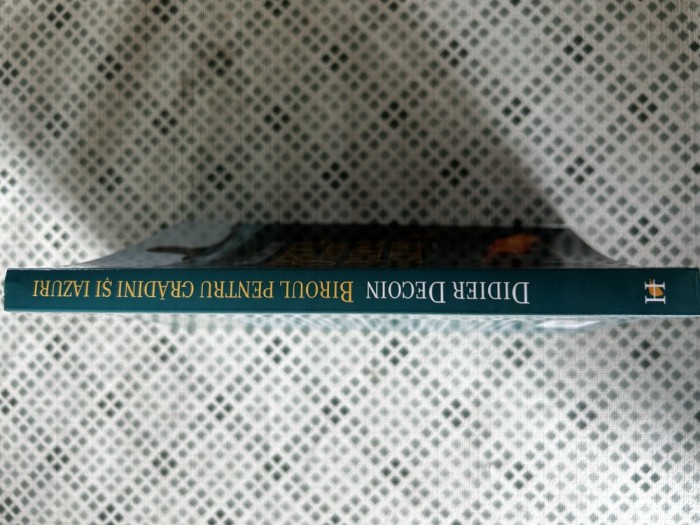 H
DIDIER DECOIN BIROUL PENTRU GRĂDINI ȘI IAZURI